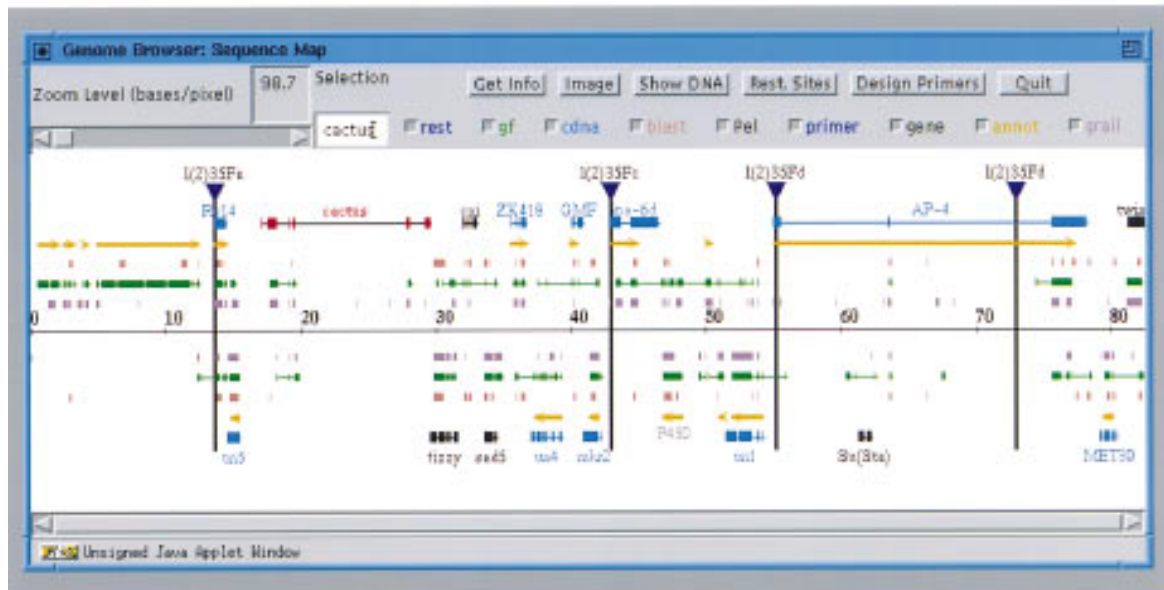 Genome Browser: Sequence Map
Zoom Level (bases/pixel) 98.7 Selection Get Info Image Show DNA Rest. Sites Design Primers Quit
cactus rest gf cdna blast Pel primer gene annot grail
l(2)35Fa l(2)35Fc l(2)35Fd l(2)35Fd
cactus ZK419 GMF AP-4
0 10 20 30 40 50 60 70 80
P450
fizzy sed5 MET30
Unsigned Java Applet Window